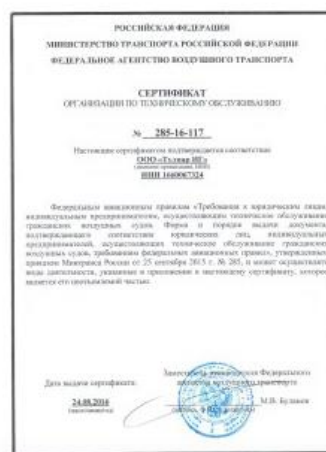 РОССИЙСКАЯ ФЕДЕРАЦИЯ
МИНИСТЕРСТВО ТРАНСПОРТА РОССИЙСКОЙ ФЕДЕРАЦИИ
ФЕДЕРАЛЬНОЕ АГЕНТСТВО ВОЗДУШНОГО ТРАНСПОРТА
СЕРТИФИКАТ
ОРГАНИЗАЦИИ ПО ТЕХНИЧЕСКОМУ ОБСЛУЖИВАНИЮ
№ 285-16-117
Настоящим сертификатом подтверждается соответствие
ООО
ИНН 1660067324
Федеральным авиационным правилам «Требования к юридическим лицам,
индивидуальным предпринимателям, осуществляющим техническое обслуживание
гражданских воздушных судов. Форма и порядок выдачи документа,
подтверждающего соответствие юридических лиц, индивидуальных
предпринимателей, осуществляющих техническое обслуживание гражданских
воздушных судов, требованиям федеральных авиационных правил», утвержденных
приказом Минтранса России от 25 сентября 2015 г. № 285, и может осуществлять
виды деятельности, указанные в приложении к настоящему сертификату, которое
является его неотъемлемой частью.
Заместитель руководителя Федерального
Дата выдачи сертификата: агентства воздушного транспорта
24.08.2016 М.В. Буланов